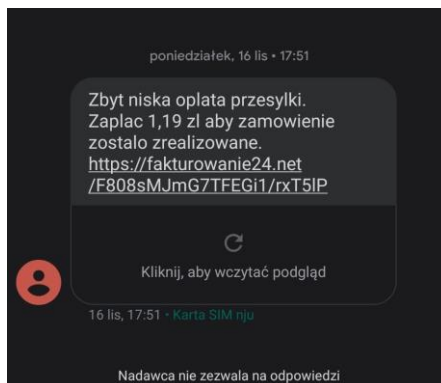 poniedziałek, 16 lis • 17:51
Zbyt niska oplata przesylki.
Zaplac 1,19 zl aby zamowienie
zostalo zrealizowane.
https://fakturowanie24.net
/F808sMJmG7TFEGi1/rxT5lP
Kliknij, aby wczytać podgląd
16 lis, 17:51 • Karta SIM nju
Nadawca nie zezwala na odpowiedzi